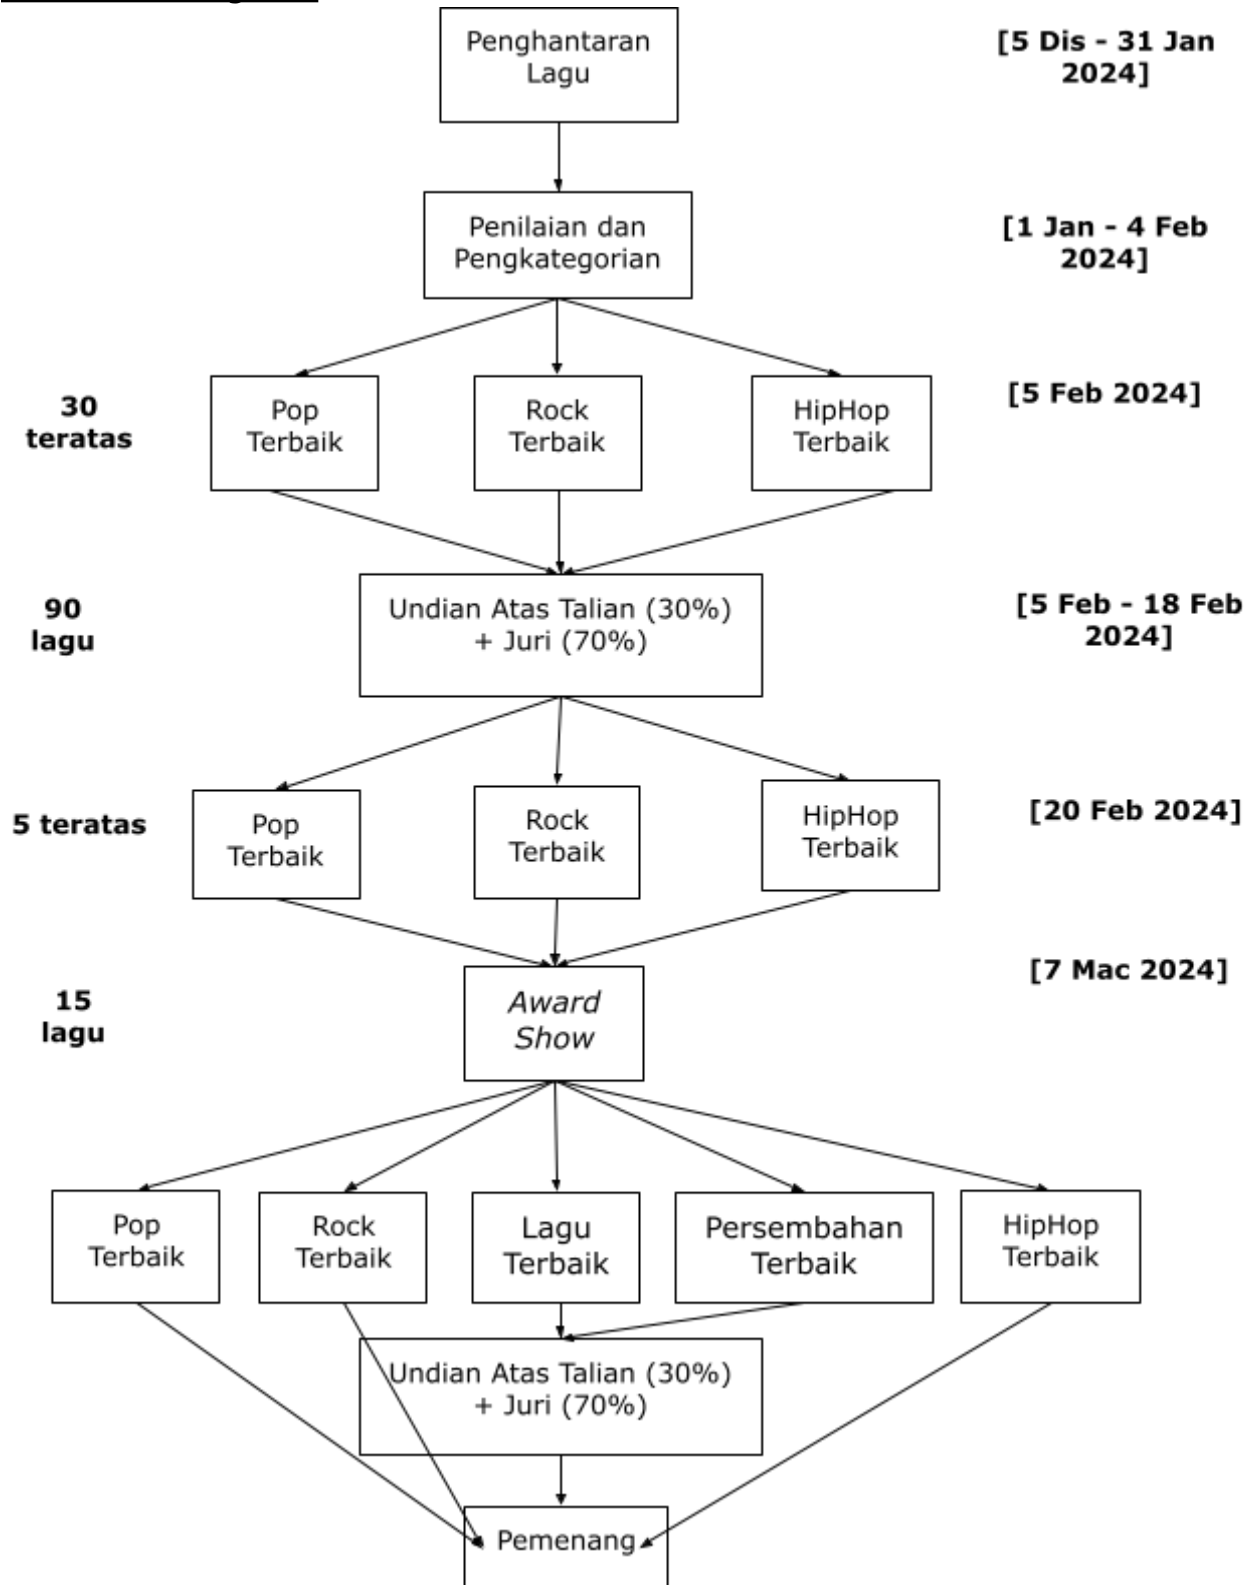 Penghantaran
Lagu
[5 Dis - 31 Jan
2024]
Penilaian dan
Pengkategorian
[1 Jan - 4 Feb
2024]
30
teratas
Pop
Terbaik
Rock
Terbaik
HipHop
Terbaik
[5 Feb 2024]
90
lagu
Undian Atas Talian (30%)
+ Juri (70%)
[5 Feb - 18 Feb
2024]
5 teratas
Pop
Terbaik
Rock
Terbaik
HipHop
Terbaik
[20 Feb 2024]
15
lagu
Award
Show
[7 Mac 2024]
Pop
Terbaik
Rock
Terbaik
Lagu
Terbaik
Persembahan
Terbaik
HipHop
Terbaik
Undian Atas Talian (30%)
+ Juri (70%)
Pemenang